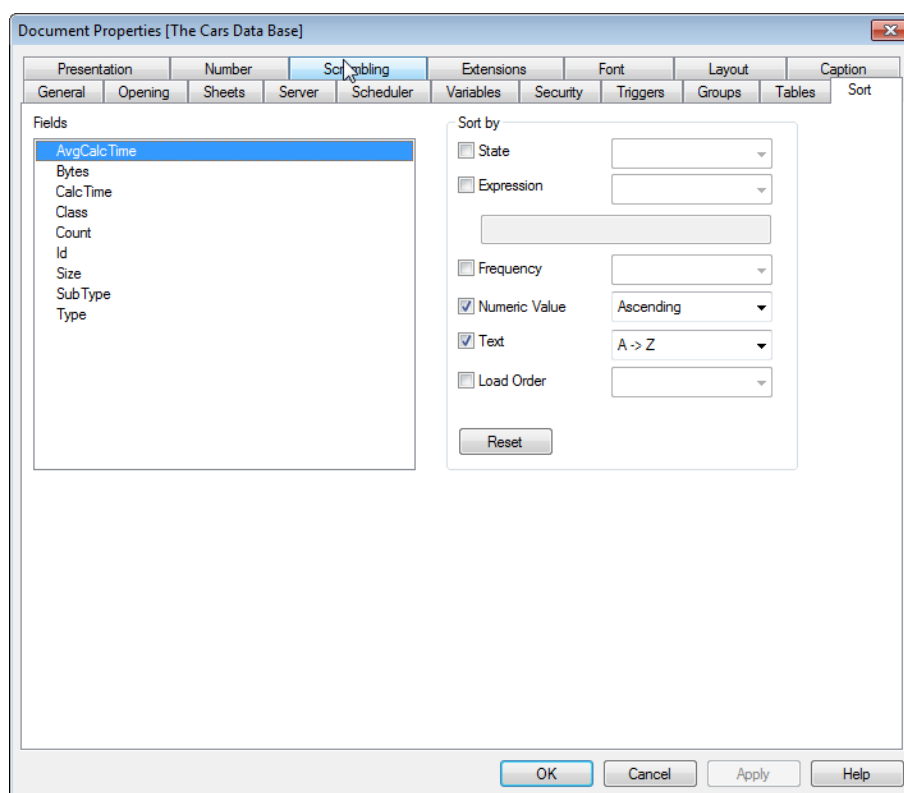 Document Properties [The Cars Data Base]
Presentation Number Scrambling Extensions Font Layout Caption
General Opening Sheets Server Scheduler Variables Security Triggers Groups Tables Sort
Fields
AvgCalcTime
Bytes
CalcTime
Class
Count
Id
Size
SubType
Type
Sort by
State
Expression
Frequency
Numeric Value Ascending
Text A -> Z
Load Order
Reset
OK Cancel Apply Help